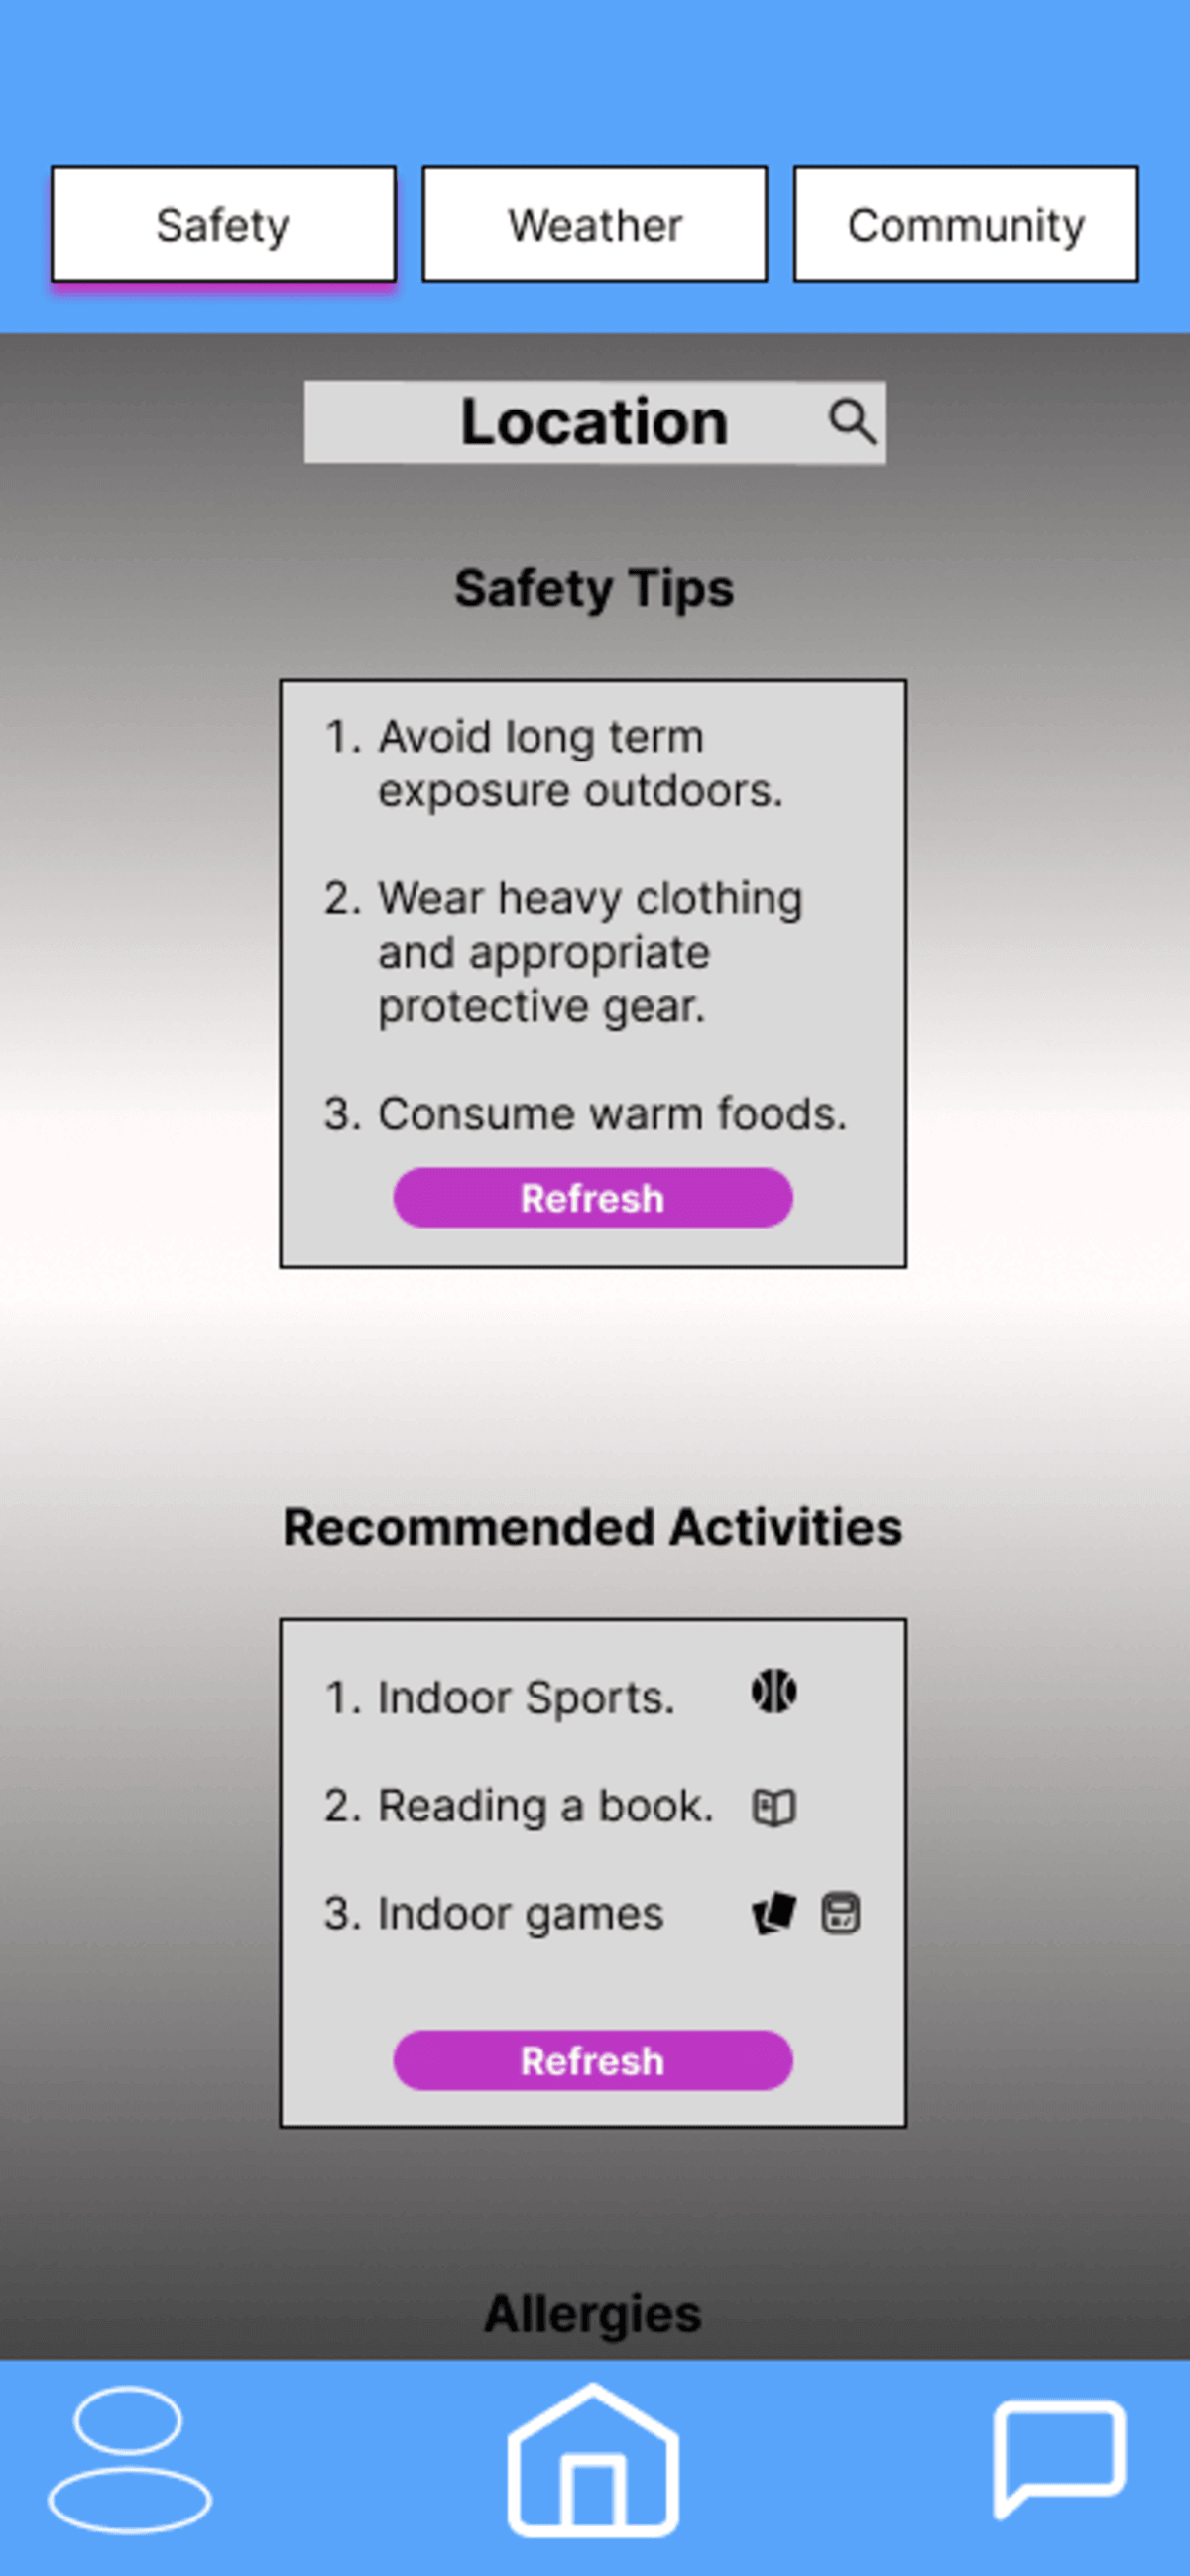 Safety
Weather
Community
Location
Safety Tips
1. Avoid long term
exposure outdoors.
2. Wear heavy clothing
and appropriate
protective gear.
3. Consume warm foods.
Refresh
Recommended Activities
1. Indoor Sports.
2. Reading a book.
3. Indoor games
Refresh
Allergies